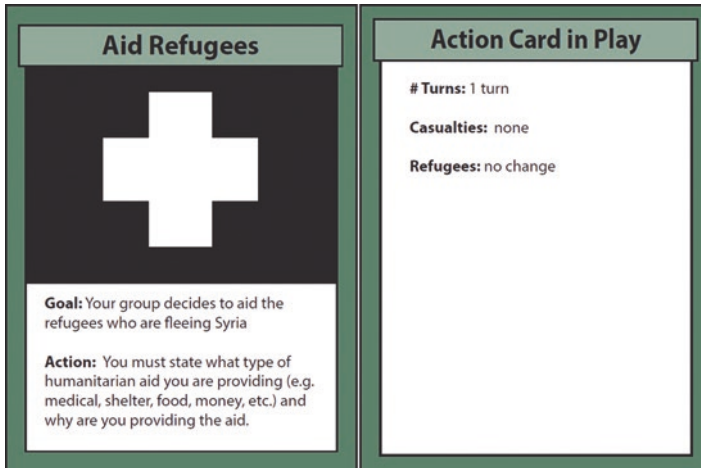 Aid Refugees
Goal: Your group decides to aid the
refugees who are fleeing Syria
Action: You must state what type of
humanitarian aid you are providing (e.g.
medical, shelter, food, money, etc.) and
why are you providing the aid.
Action Card in Play
# Turns: 1 turn
Casualties: none
Refugees: no change